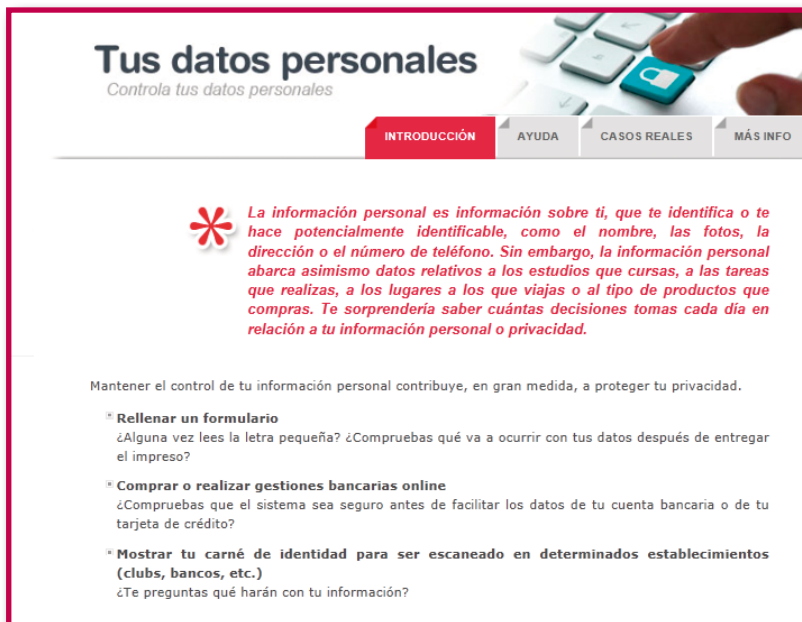 Tus datos personales
Controla tus datos personales
INTRODUCCIÓN AYUDA CASOS REALES MÁS INFO
La información personal es información sobre ti, que te identifica o te
hace potencialmente identificable, como el nombre, las fotos, la
dirección o el número de teléfono. Sin embargo, la información personal
abarca asimismo datos relativos a los estudios que cursas, a las tareas
que realizas, a los lugares a los que viajas o al tipo de productos que
compras. Te sorprendería saber cuántas decisiones tomas cada día en
relación a tu información personal o privacidad.
Mantener el control de tu información personal contribuye, en gran medida, a proteger tu privacidad.
Rellenar un formulario
¿Alguna vez lees la letra pequeña? ¿Compruebas qué va a ocurrir con tus datos después de entregar
el impreso?
Comprar o realizar gestiones bancarias online
¿Compruebas que el sistema sea seguro antes de facilitar los datos de tu cuenta bancaria o de tu
tarjeta de crédito?
Mostrar tu carné de identidad para ser escaneado en determinados establecimientos
(clubs, bancos, etc.)
¿Te preguntas qué harán con tu información?